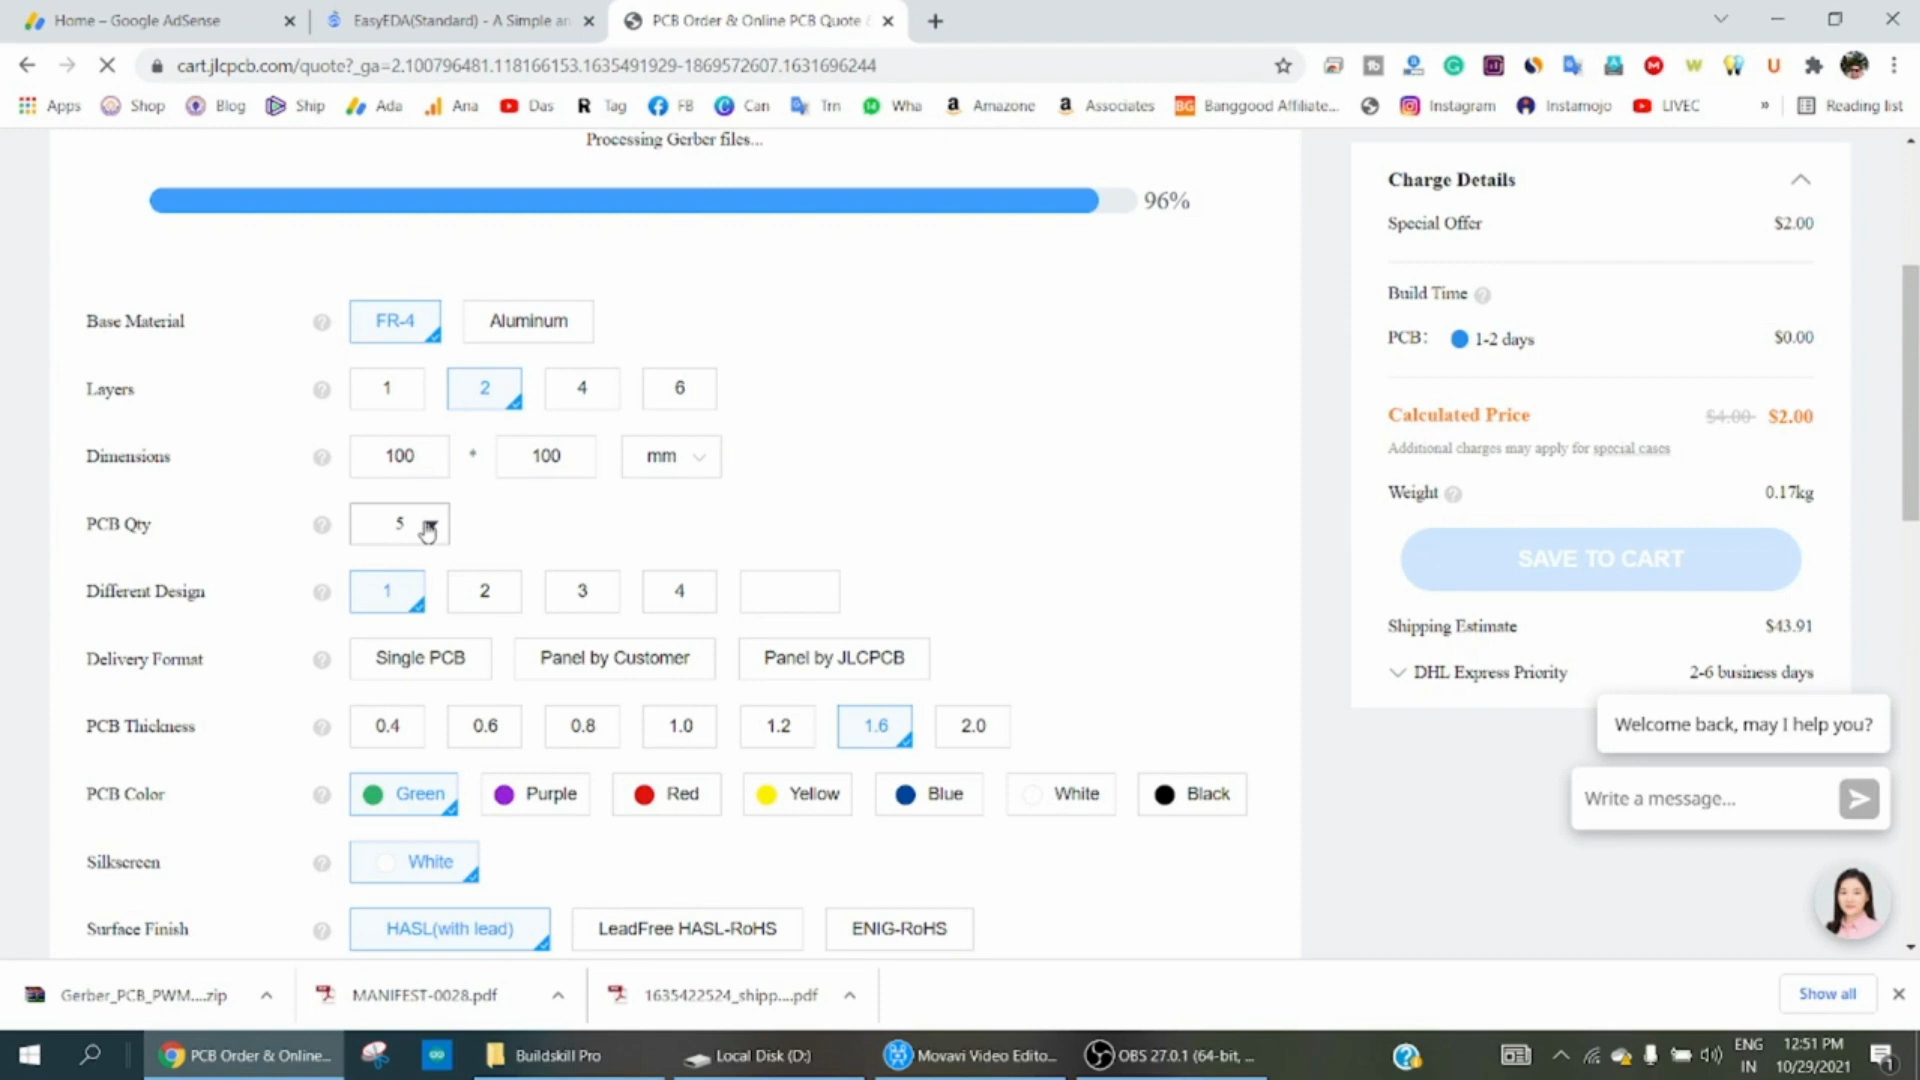 Home – Google AdSense
EasyEDA(Standard) - A Simple an
PCB Order & Online PCB Quote &
cart.jlcpcb.com/quote?_ga=2.100796481.118166153.1635491929-1869572607.1631696244
Apps Shop Blog Ship Ada Ana Das Tag FB Can Trn Wha Amazone Associates Banggood Affiliate... Instagram Instamojo LIVEC » Reading list
Processing Gerber files...
96%
Base Material ? FR-4 Aluminum
Layers ? 1 2 4 6
Dimensions ? 100 * 100 mm
PCB Qty ? 5
Different Design ? 1 2 3 4
Delivery Format ? Single PCB Panel by Customer Panel by JLCPCB
PCB Thickness ? 0.4 0.6 0.8 1.0 1.2 1.6 2.0
PCB Color ? Green Purple Red Yellow Blue White Black
Silkscreen ? White
Surface Finish ? HASL(with lead) LeadFree HASL-RoHS ENIG-RoHS
Charge Details
Special Offer $2.00
Build Time ?
PCB: 1-2 days $0.00
Calculated Price $4.00 $2.00
Additional charges may apply for special cases
Weight ? 0.17kg
SAVE TO CART
Shipping Estimate $43.91
DHL Express Priority 2-6 business days
Welcome back, may I help you?
Write a message...
Gerber_PCB_PWM....zip MANIFEST-0028.pdf 1635422524_shipp....pdf Show all
PCB Order & Online... Buildskill Pro Local Disk (D:) Movavi Video Edito... OBS 27.0.1 (64-bit, ...
ENG
IN
12:51 PM
10/29/2021
1